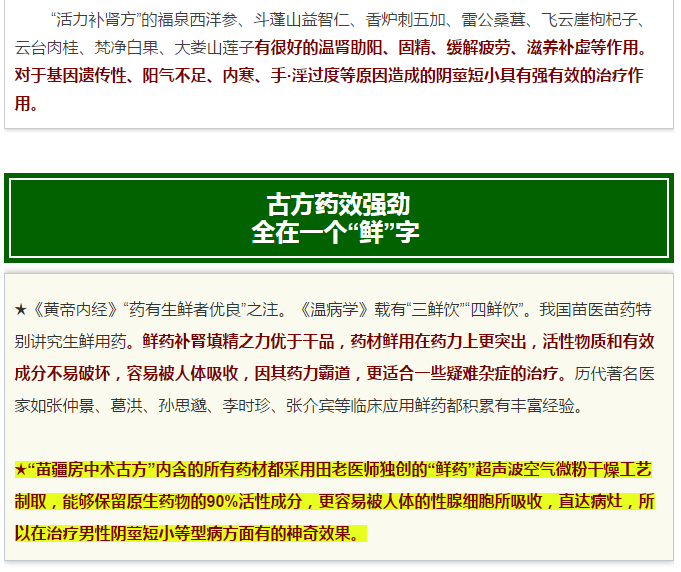 “活力补肾方”的福泉西洋参、斗蓬山益智仁、香炉刺五加、雷公桑葚、飞云崖枸杞子、
云台肉桂、梵净白果、大娄山莲子有很好的温肾助阳、固精、缓解疲劳、滋养补虚等作用。
对于基因遗传性、阳气不足、内寒、手·淫过度等原因造成的阴莖短小具有强有效的治疗作
用。
古方药效强劲
全在一个“鲜”字
★《黄帝内经》“药有生鲜者优良”之注。《温病学》载有“三鲜饮”“四鲜饮”。我国苗医苗药特
别讲究生鲜用药。鲜药补肾填精之力优于干品，药材鲜用在药力上更突出，活性物质和有效
成分不易破坏，容易被人体吸收，因其药力霸道，更适合一些疑难杂症的治疗。历代著名医
家如张仲景、葛洪、孙思邈、李时珍、张介宾等临床应用鲜药都积累有丰富经验。
★“苗疆房中术古方”内含的所有药材都采用田老医师独创的“鲜药”超声波空气微粉干燥工艺
制取，能够保留原生药物的90%活性成分，更容易被人体的性腺细胞所吸收，直达病灶，所
以在治疗男性阴莖短小等型病方面有的神奇效果。